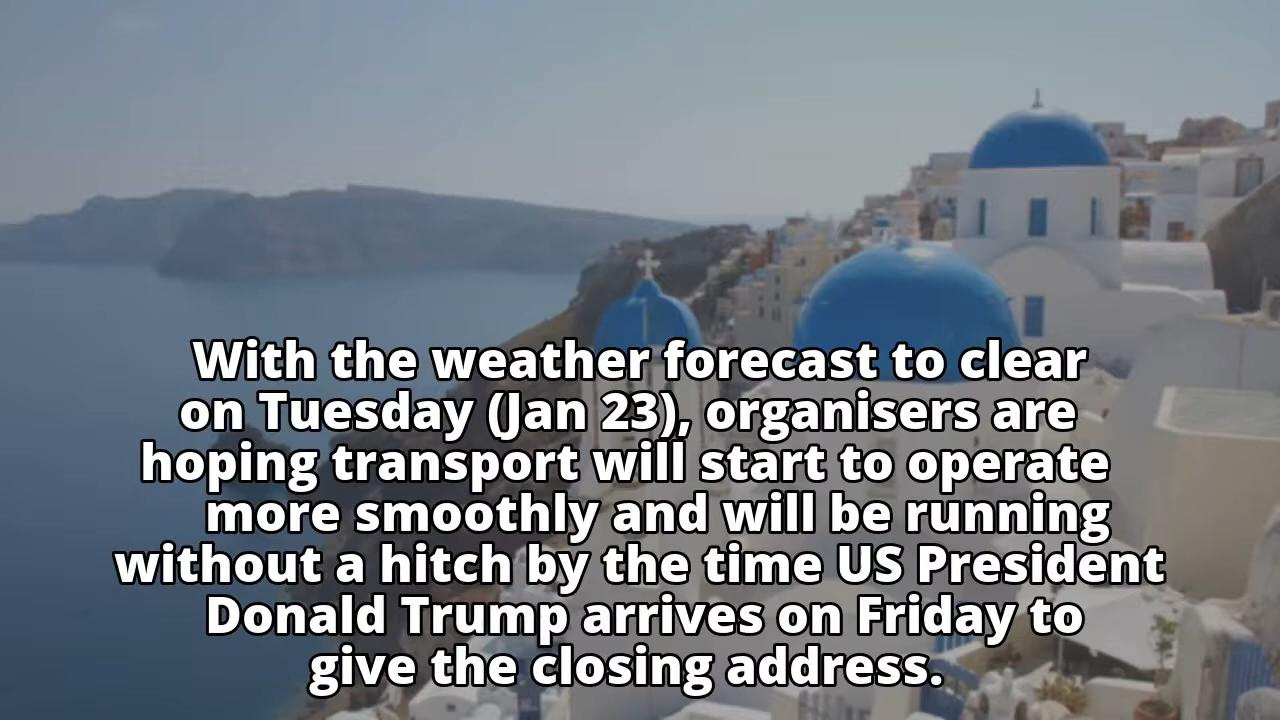 With the weather forecast to clear
on Tuesday (Jan 23), organisers are
hoping transport will start to operate
more smoothly and will be running
without a hitch by the time US President
Donald Trump arrives on Friday to
give the closing address.